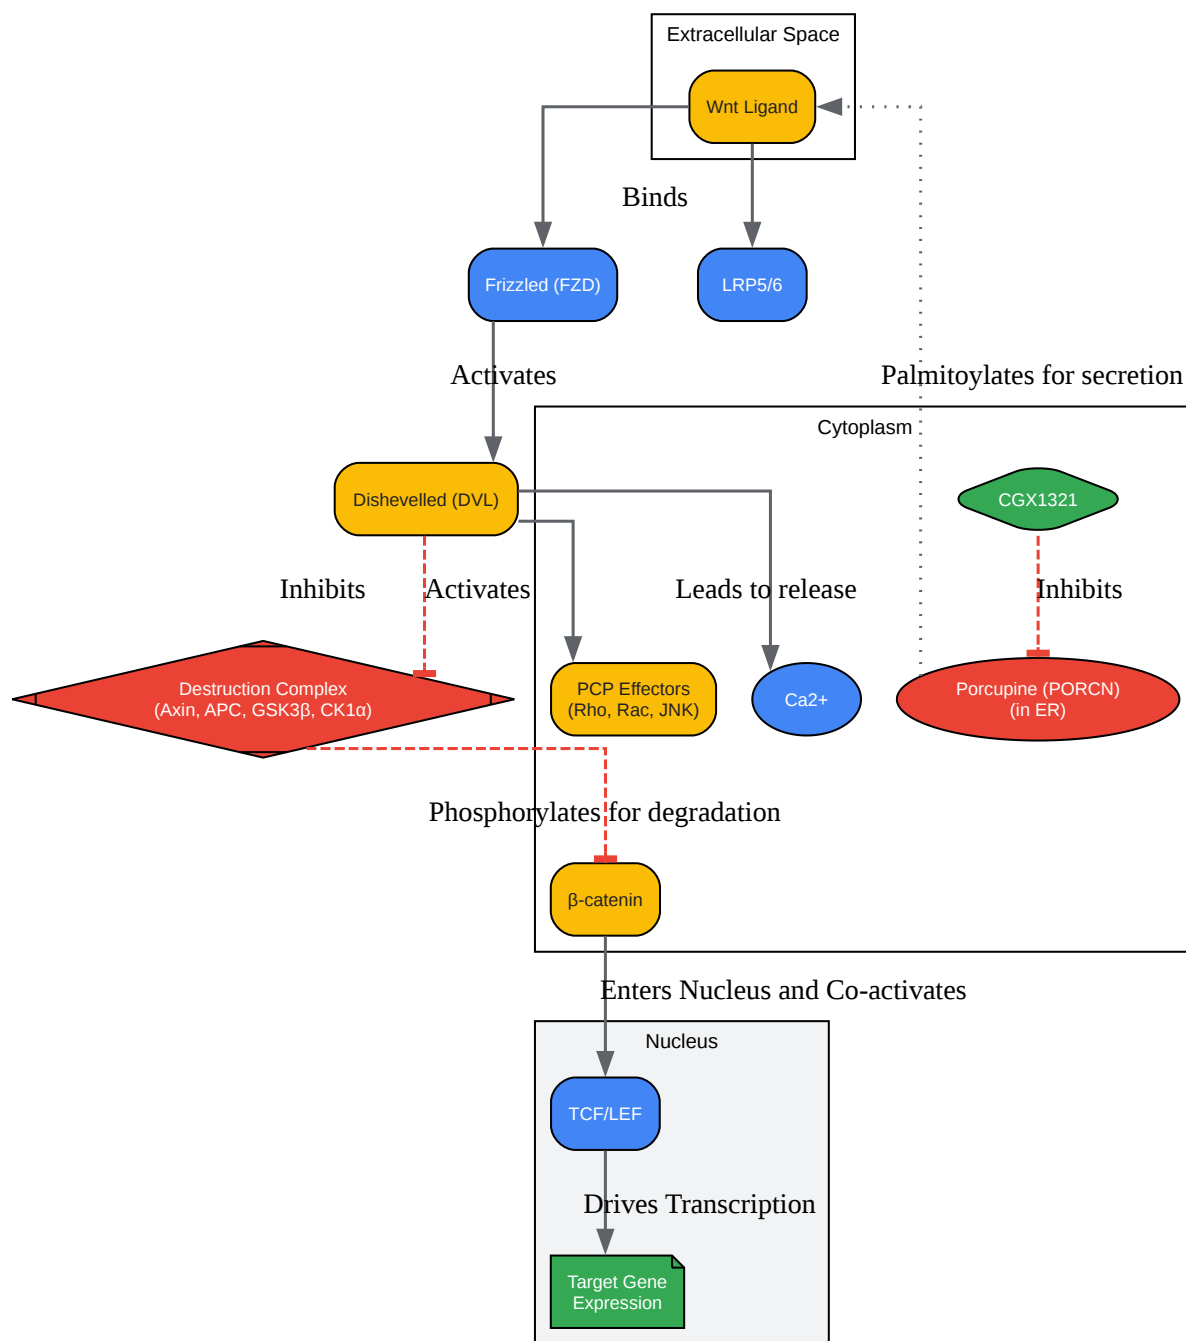 Extracellular Space
Wnt Ligand
Binds
Frizzled (FZD)
LRP5/6
Activates
Palmitoylates for secretion
Cytoplasm
Dishevelled (DVL)
CGX1321
Inhibits
Activates
Leads to release
Inhibits
Destruction Complex
(Axin, APC, GSK3β, CK1α)
PCP Effectors
(Rho, Rac, JNK)
Ca2+
Porcupine (PORCN)
(in ER)
Phosphorylates for degradation
β-catenin
Enters Nucleus and Co-activates
Nucleus
TCF/LEF
Drives Transcription
Target Gene
Expression